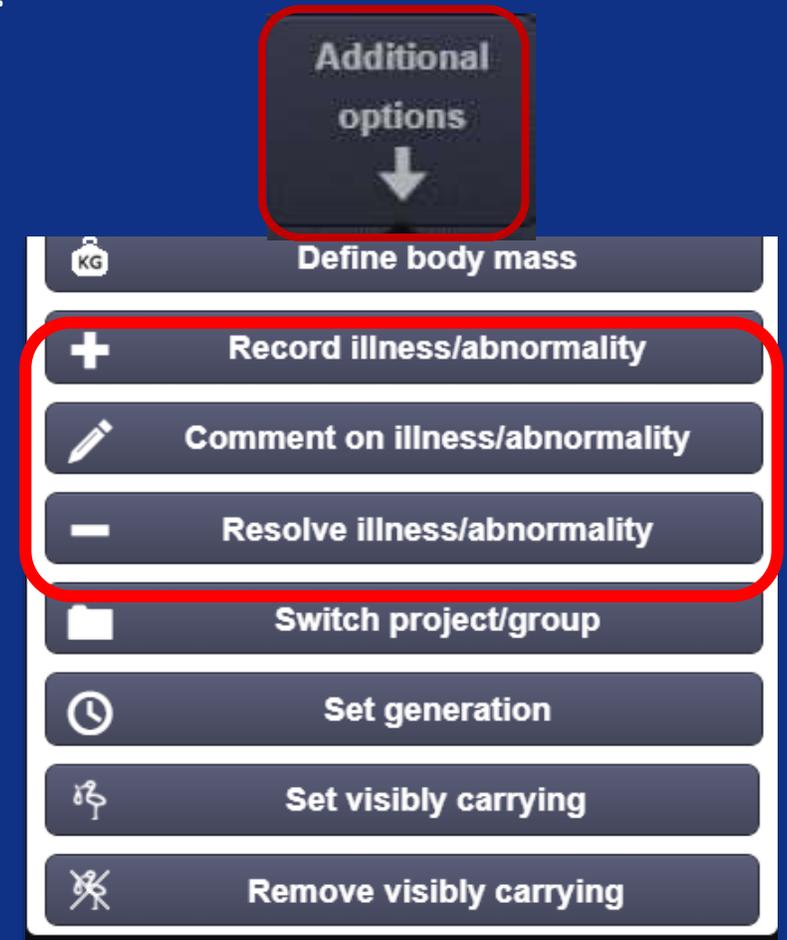 Additional
options
KG
Define body mass
Record illness/abnormality
Comment on illness/abnormality
Resolve illness/abnormality
Switch project/group
Set generation
Set visibly carrying
Remove visibly carrying